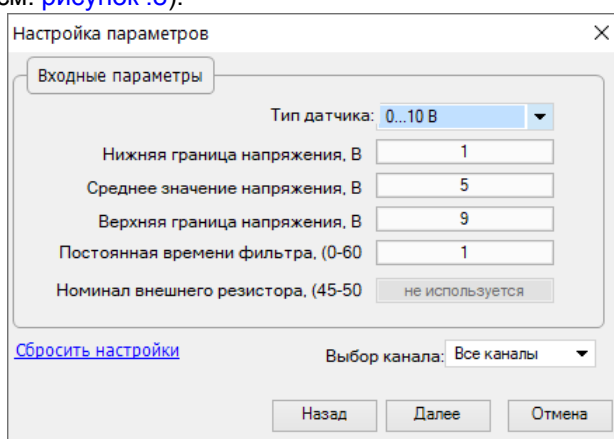 см. рисунок .8).
Настройка параметров
Входные параметры
Тип датчика: 0...10 В
Нижняя граница напряжения, В 1
Среднее значение напряжения, В 5
Верхняя граница напряжения, В 9
Постоянная времени фильтра, (0-60 1
Номинал внешнего резистора, (45-50 не используется
Сбросить настройки
Выбор канала: Все каналы
Назад Далее Отмена